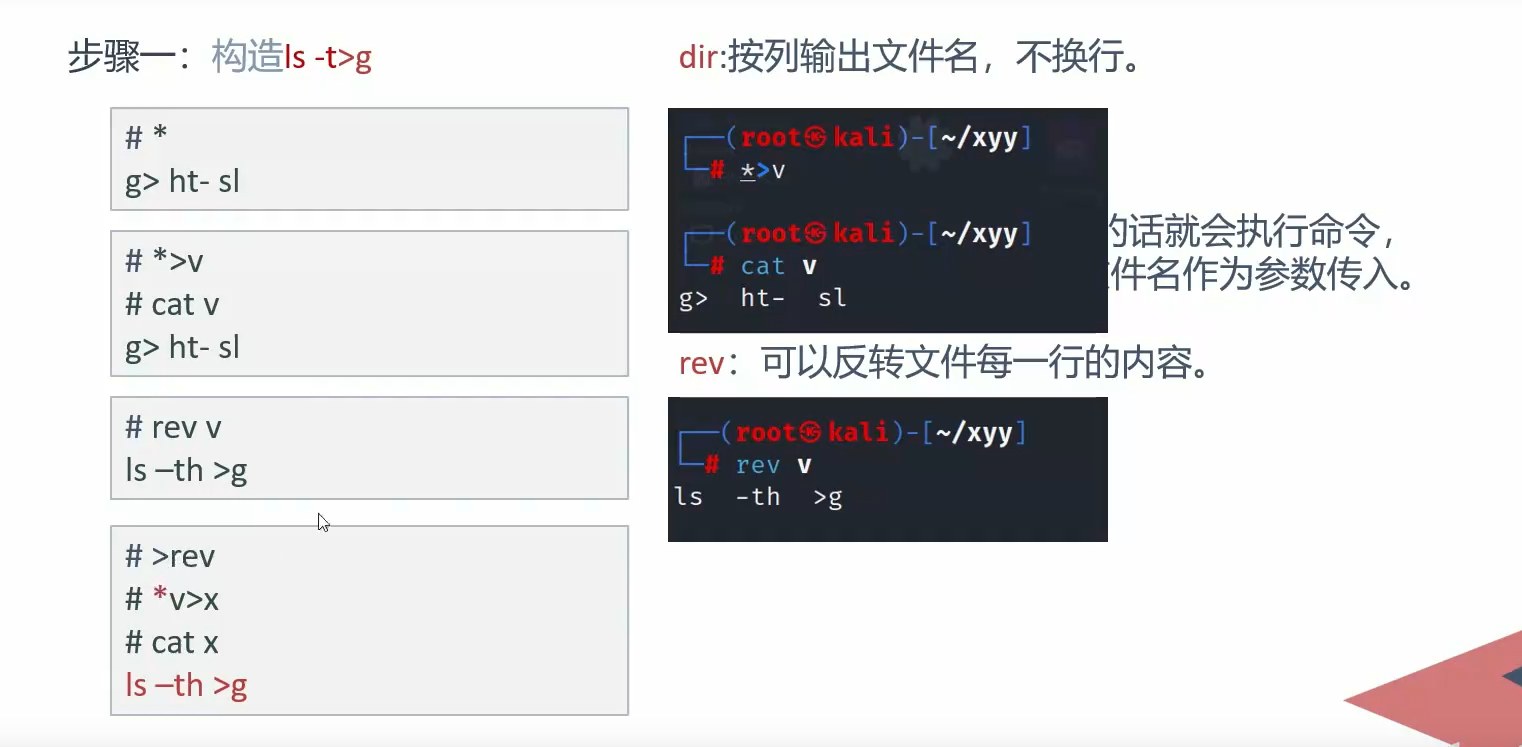 步骤一：构造ls -t>g
# *
g> ht- sl
# *>v
# cat v
g> ht- sl
# rev v
ls –th >g
# >rev
# *v>x
# cat x
ls –th >g
dir:按列输出文件名，不换行。
(root㉿kali)-[~/xyy]
# *>v
(root㉿kali)-[~/xyy]
# cat v
g>  ht-  sl
的话就会执行命令，
件名作为参数传入。
rev：可以反转文件每一行的内容。
(root㉿kali)-[~/xyy]
# rev v
ls  -th  >g